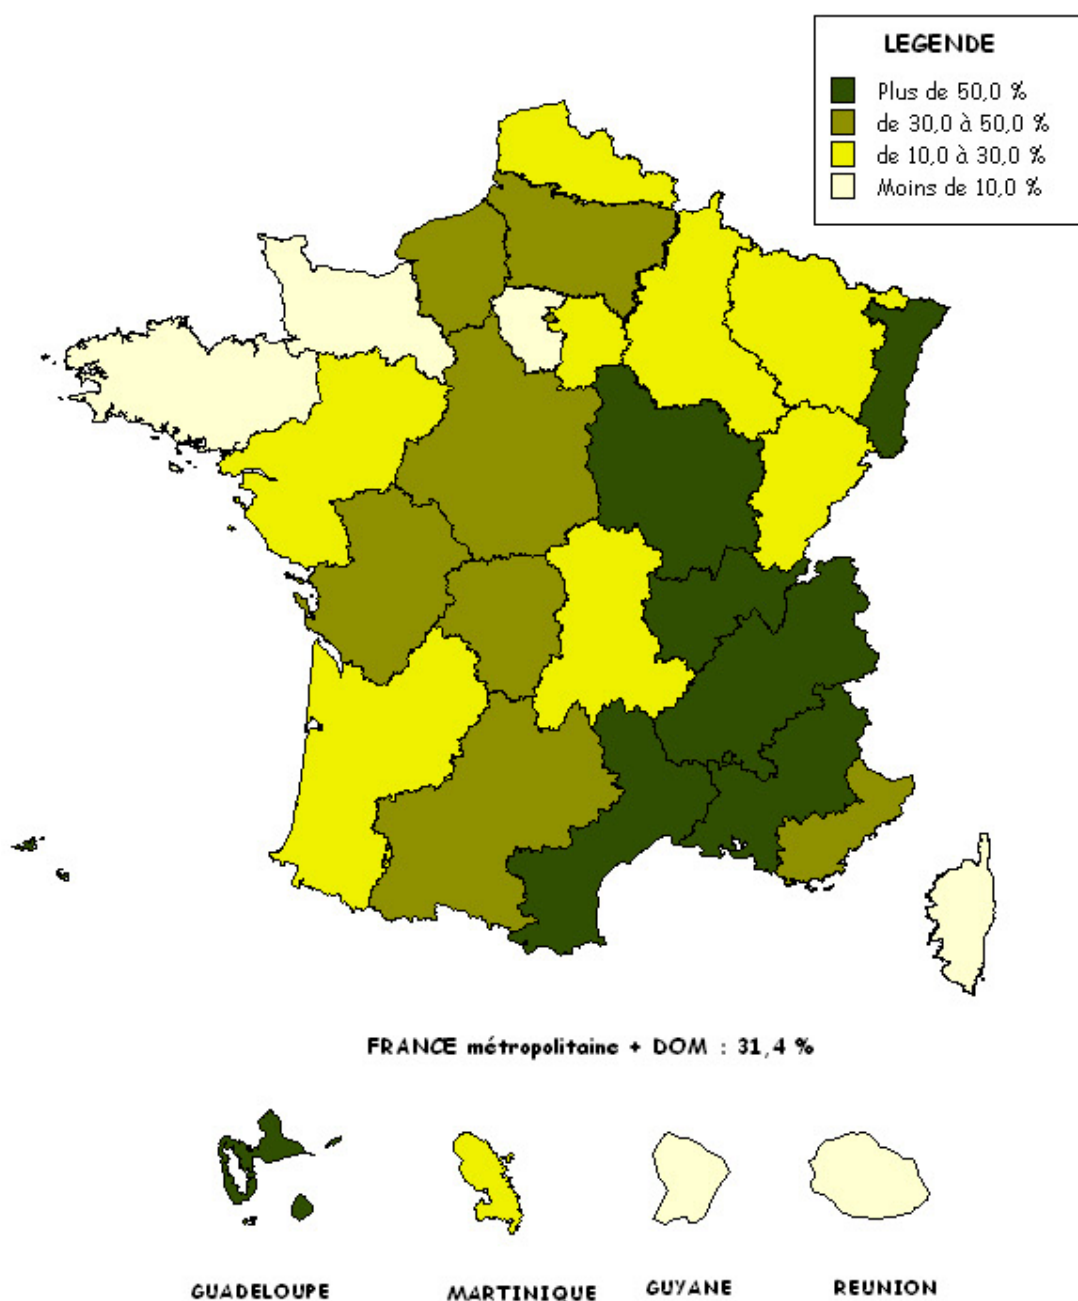 LEGENDE
Plus de 50,0 %
de 30,0 à 50,0 %
de 10,0 à 30,0 %
Moins de 10,0 %
FRANCE métropolitaine + DOM : 31,4 %
GUADELOUPE
MARTINIQUE
GUYANE
REUNION